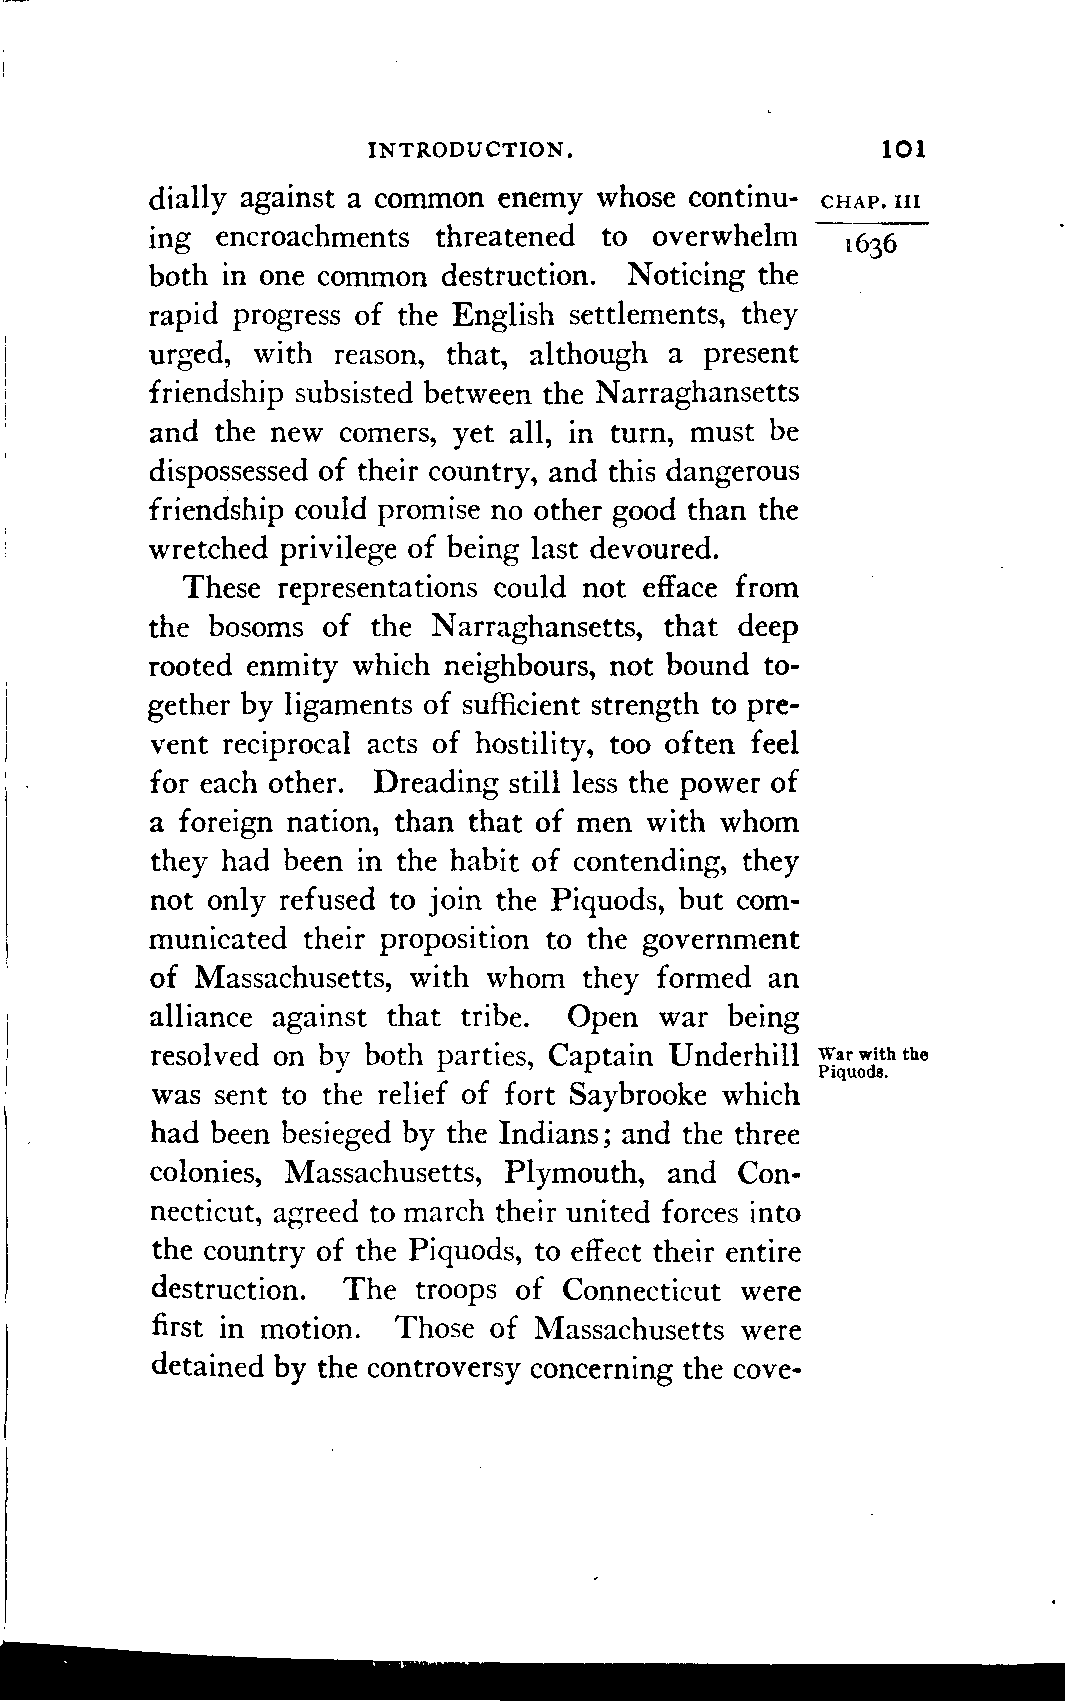 INTRODUCTION. 101
dially against a common enemy whose continu- CHAP. III
ing encroachments threatened to overwhelm 1636
both in one common destruction. Noticing the
rapid progress of the English settlements, they
urged, with reason, that, although a present
friendship subsisted between the Narraghansetts
and the new comers, yet all, in turn, must be
dispossessed of their country, and this dangerous
friendship could promise no other good than the
wretched privilege of being last devoured.
These representations could not efface from
the bosoms of the Narraghansetts, that deep
rooted enmity which neighbours, not bound to-
gether by ligaments of sufficient strength to pre-
vent reciprocal acts of hostility, too often feel
for each other. Dreading still less the power of
a foreign nation, than that of men with whom
they had been in the habit of contending, they
not only refused to join the Piquods, but com-
municated their proposition to the government
of Massachusetts, with whom they formed an
alliance against that tribe. Open war being
resolved on by both parties, Captain Underhill War with the
Piquods.
was sent to the relief of fort Saybrooke which
had been besieged by the Indians; and the three
colonies, Massachusetts, Plymouth, and Con-
necticut, agreed to march their united forces into
the country of the Piquods, to effect their entire
destruction. The troops of Connecticut were
first in motion. Those of Massachusetts were
detained by the controversy concerning the cove-